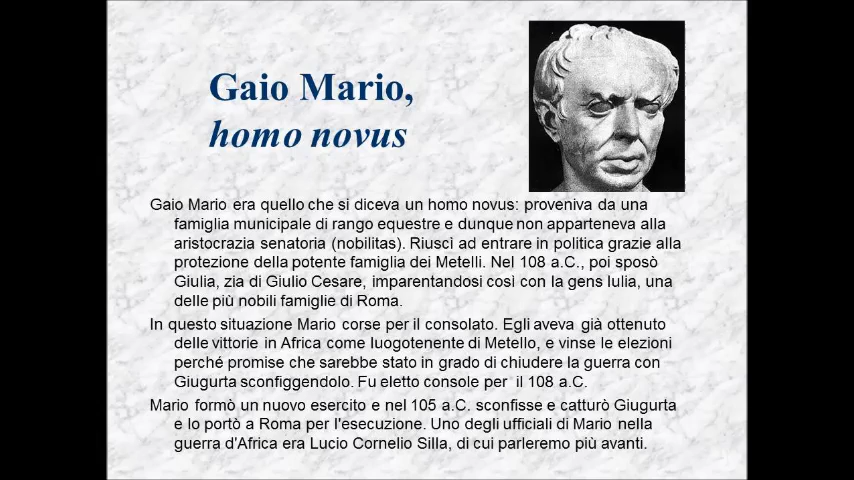 Gaio Mario,
homo novus
Gaio Mario era quello che si diceva un homo novus: proveniva da una
famiglia municipale di rango equestre e dunque non apparteneva alla
aristocrazia senatoria (nobilitas). Riuscì ad entrare in politica grazie alla
protezione della potente famiglia dei Metelli. Nel 108 a.C., poi sposò
Giulia, zia di Giulio Cesare, imparentandosi così con la gens Iulia, una
delle più nobili famiglie di Roma.
In questo situazione Mario corse per il consolato. Egli aveva già ottenuto
delle vittorie in Africa come luogotenente di Metello, e vinse le elezioni
perché promise che sarebbe stato in grado di chiudere la guerra con
Giugurta sconfiggendolo. Fu eletto console per il 108 a.C.
Mario formò un nuovo esercito e nel 105 a.C. sconfisse e catturò Giugurta
e lo portò a Roma per l'esecuzione. Uno degli ufficiali di Mario nella
guerra d'Africa era Lucio Cornelio Silla, di cui parleremo più avanti.